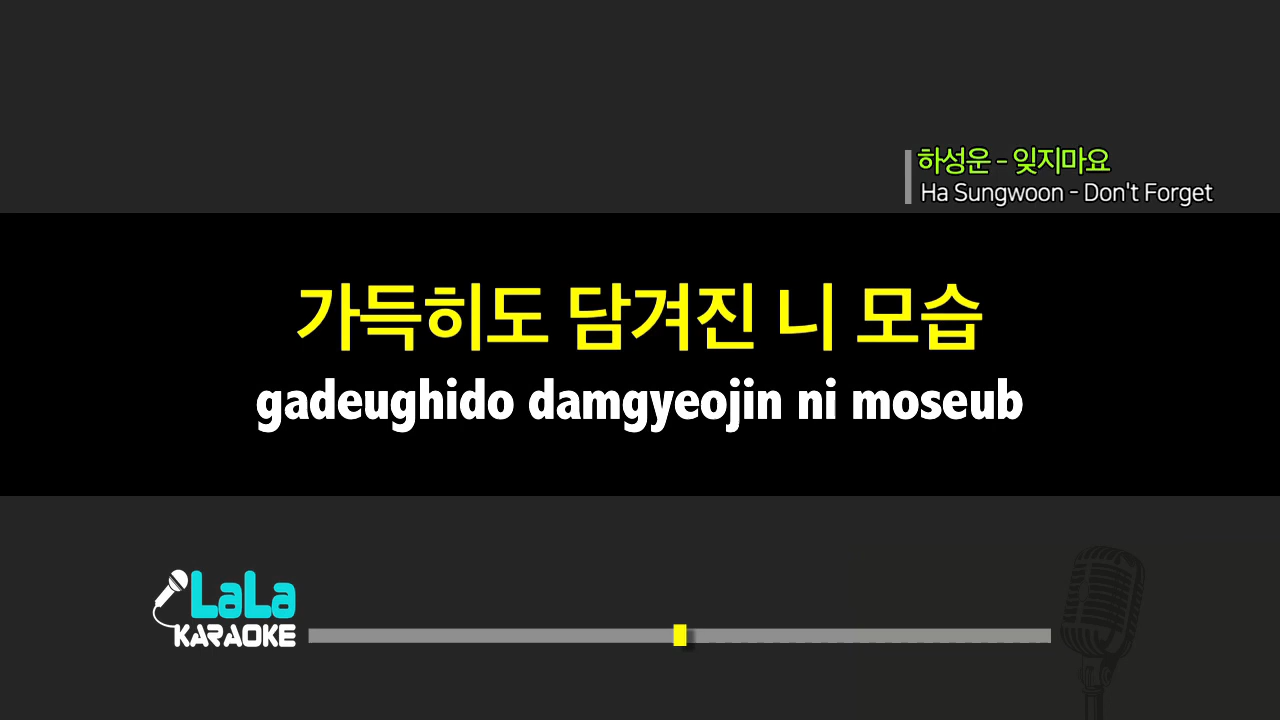 하성운 - 잊지마요
Ha Sungwoon - Don't Forget
가득히도 담겨진 니 모습
gadeughido damgyeojin ni moseub
LaLa
KARAOKE